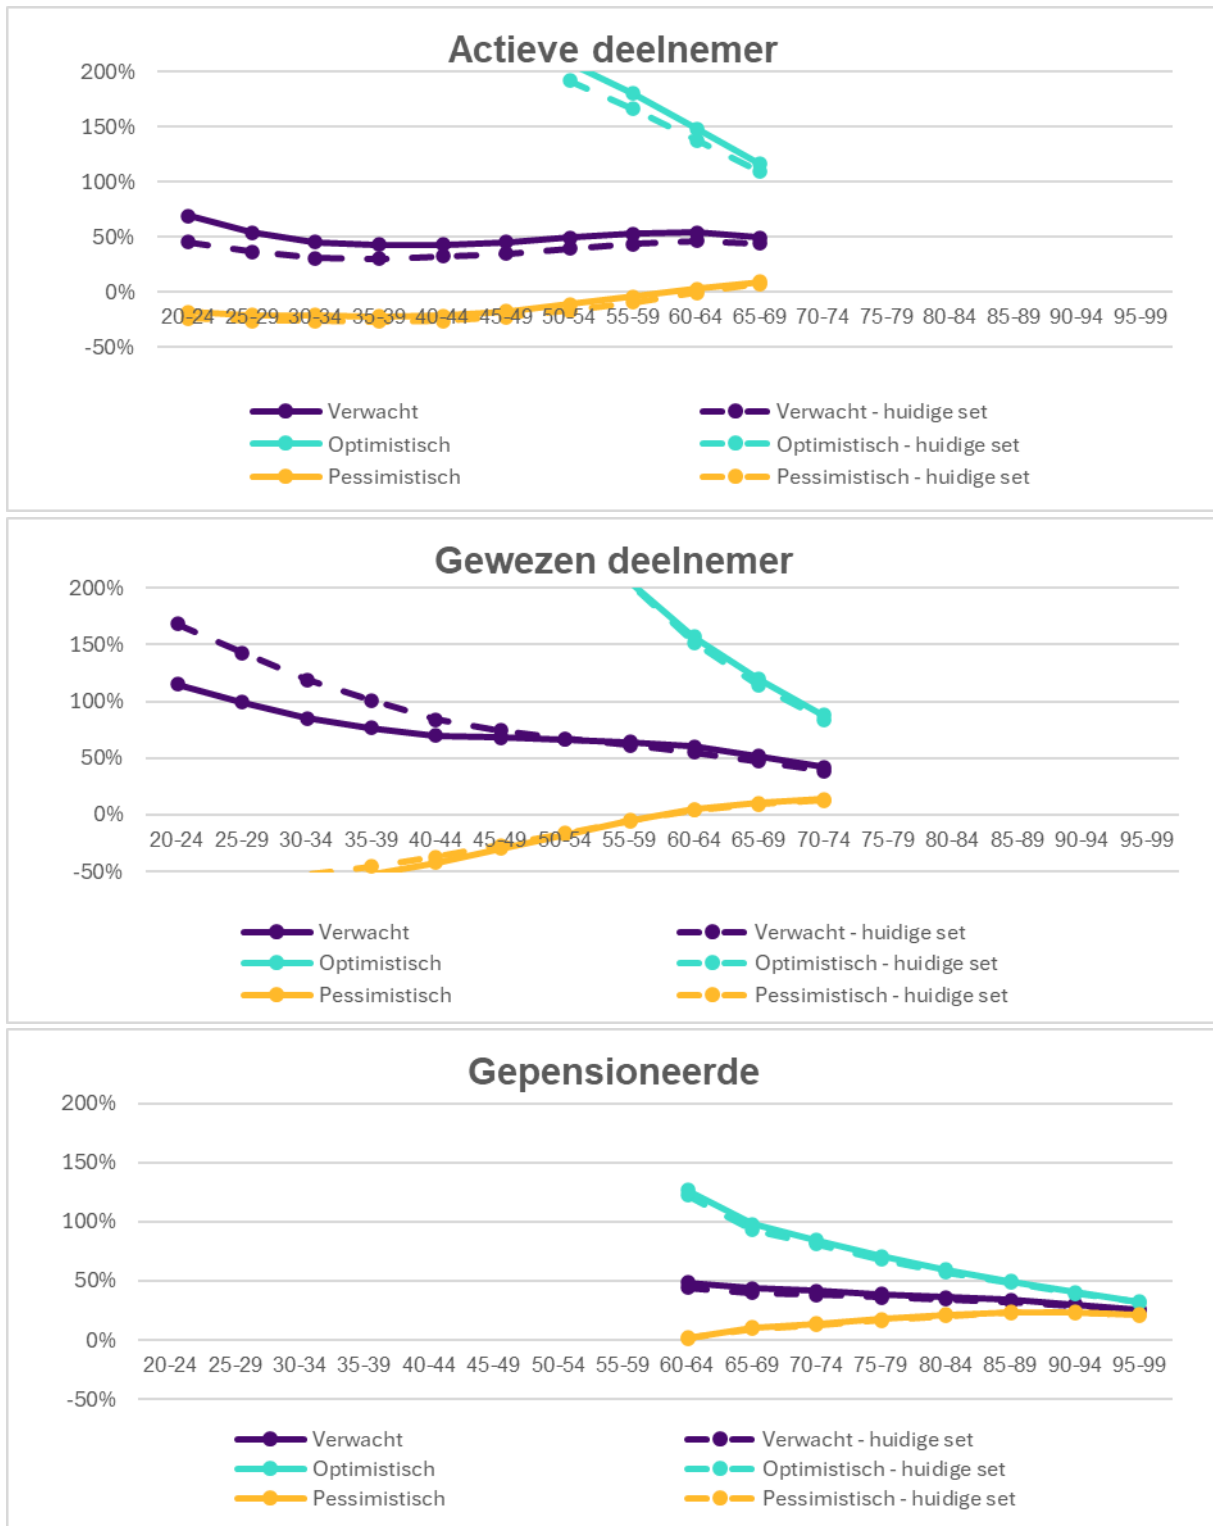 Actieve deelnemer
200%
150%
100%
50%
0%
20-24 25-29 30-34 35-39 40-44 45-49 50-54 55-59 60-64 65-69 70-74 75-79 80-84 85-89 90-94 95-99
-50%
Verwacht Verwacht - huidige set
Optimistisch Optimistisch - huidige set
Pessimistisch Pessimistisch - huidige set
Gewezen deelnemer
200%
150%
100%
50%
0%
20-24 25-29 30-34 35-39 40-44 45-49 50-54 55-59 60-64 65-69 70-74 75-79 80-84 85-89 90-94 95-99
-50%
Verwacht Verwacht - huidige set
Optimistisch Optimistisch - huidige set
Pessimistisch Pessimistisch - huidige set
Gepensioneerde
200%
150%
100%
50%
0%
20-24 25-29 30-34 35-39 40-44 45-49 50-54 55-59 60-64 65-69 70-74 75-79 80-84 85-89 90-94 95-99
-50%
Verwacht Verwacht - huidige set
Optimistisch Optimistisch - huidige set
Pessimistisch Pessimistisch - huidige set